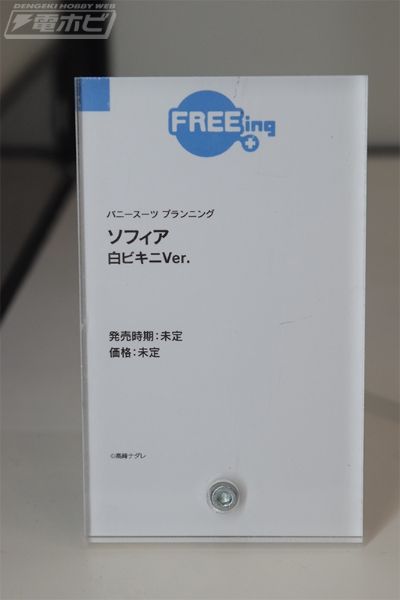 DENGEKI HOBBY WEB
電ホビ
FREEing
バニースーツ プランニング
ソフィア
白ビキニVer.
発売時期：未定
価格：未定
©高峰ナダレ